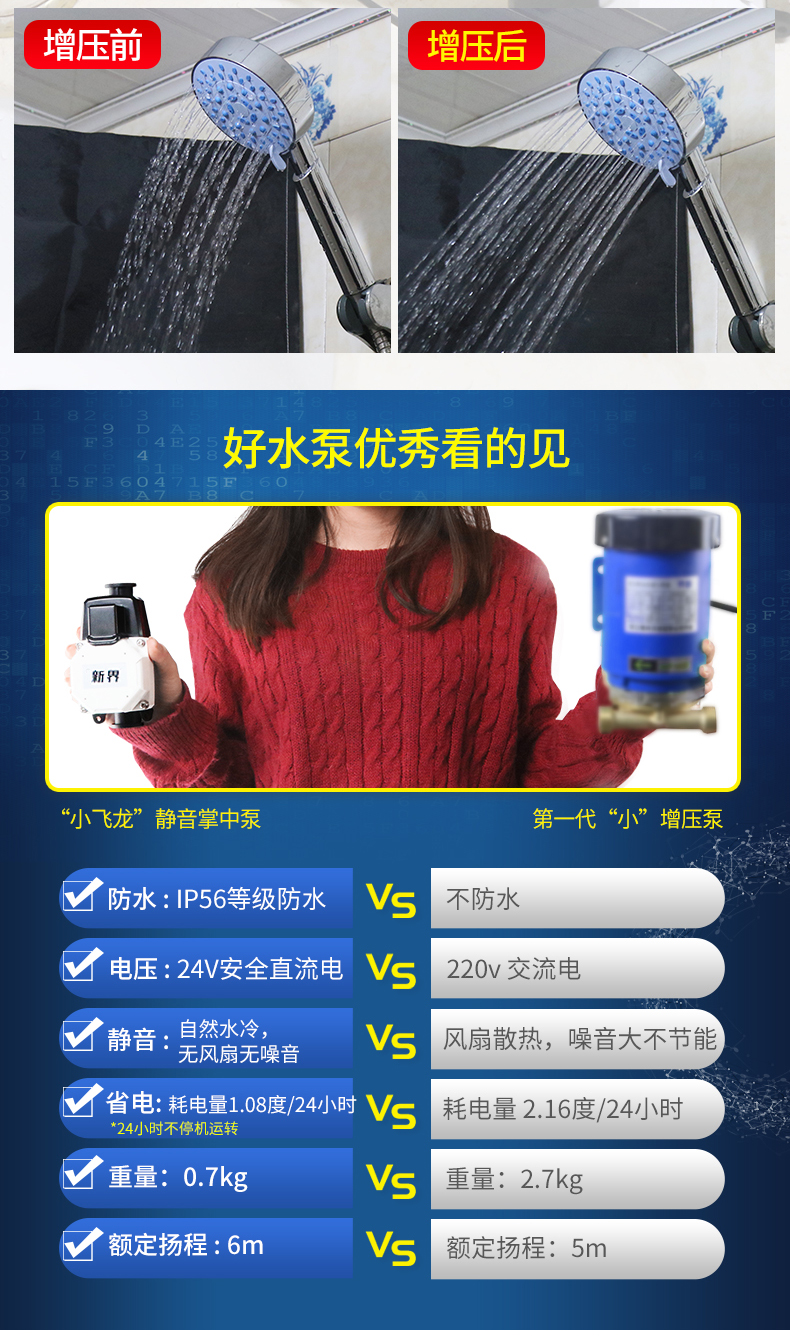 增压前
增压后
好水泵优秀看的见
新界
“小飞龙”静音掌中泵
第一代“小”增压泵
防水 : IP56等级防水
VS
不防水
电压 : 24V安全直流电
VS
220v 交流电
静音 : 自然水冷，
无风扇无噪音
VS
风扇散热，噪音大不节能
省电: 耗电量1.08度/24小时
*24小时不停机运转
VS
耗电量 2.16度/24小时
重量：0.7kg
VS
重量：2.7kg
额定扬程 : 6m
VS
额定扬程：5m